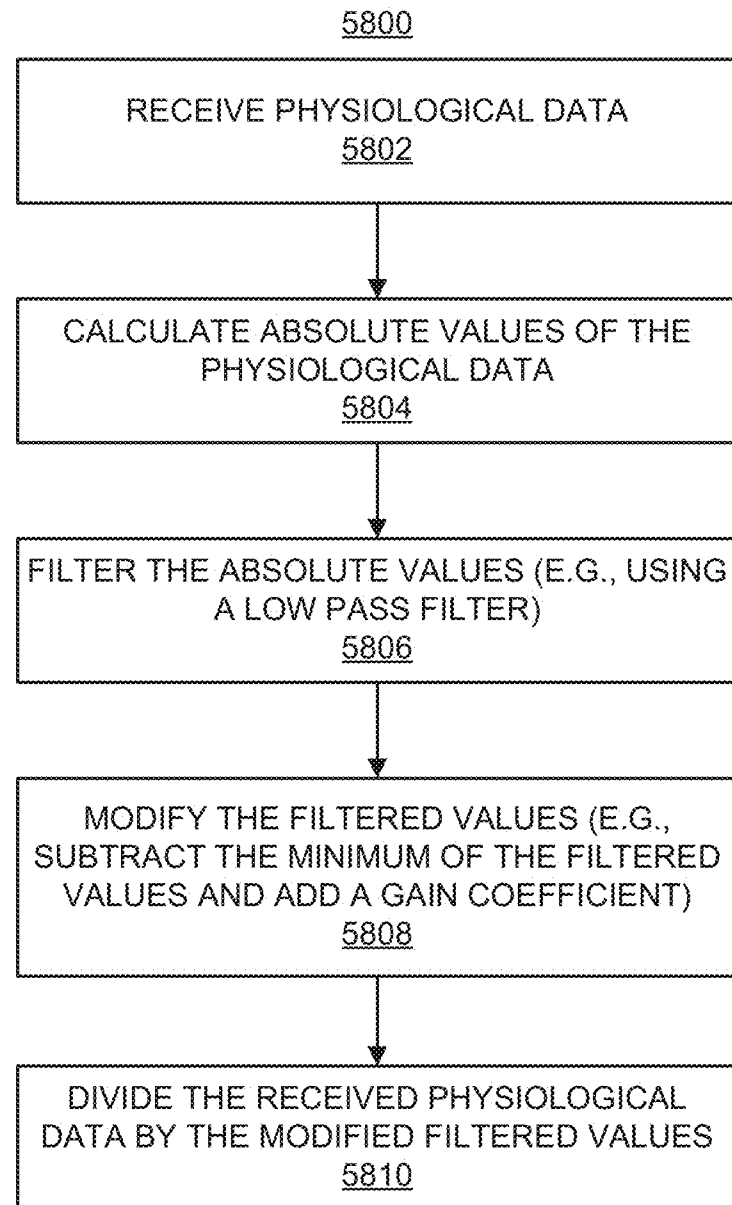 5800
RECEIVE PHYSIOLOGICAL DATA
5802
CALCULATE ABSOLUTE VALUES OF THE
PHYSIOLOGICAL DATA
5804
FILTER THE ABSOLUTE VALUES (E.G., USING
A LOW PASS FILTER)
5806
MODIFY THE FILTERED VALUES (E.G.,
SUBTRACT THE MINIMUM OF THE FILTERED
VALUES AND ADD A GAIN COEFFICIENT)
5808
DIVIDE THE RECEIVED PHYSIOLOGICAL
DATA BY THE MODIFIED FILTERED VALUES
5810